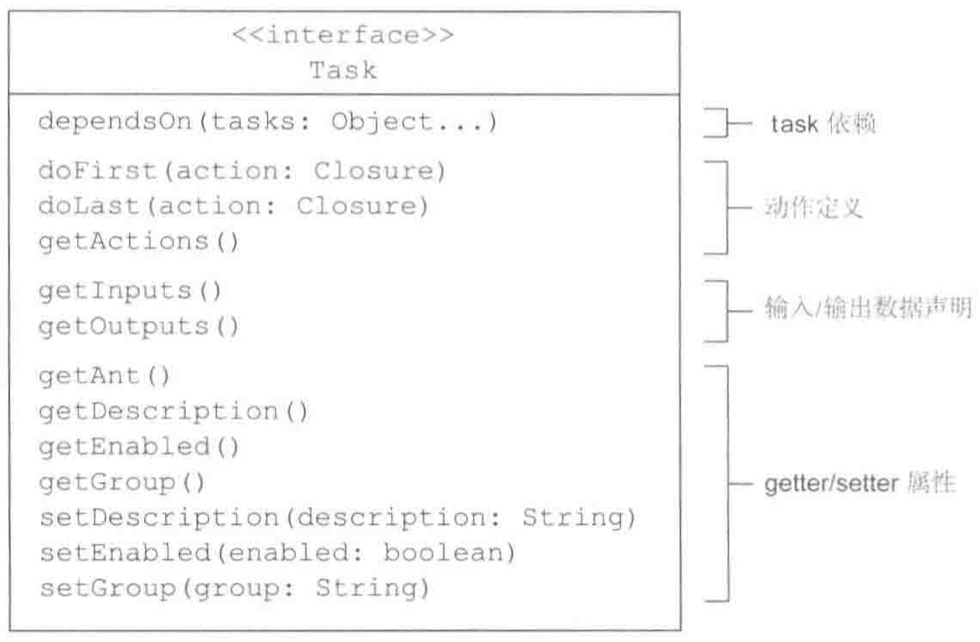 <<interface>>
Task
dependsOn(tasks: Object...)
task 依赖
doFirst(action: Closure)
doLast(action: Closure)
getActions()
动作定义
getInputs()
getOutputs()
输入/输出数据声明
getAnt()
getDescription()
getEnabled()
getGroup()
setDescription(description: String)
setEnabled(enabled: boolean)
setGroup(group: String)
getter/setter 属性